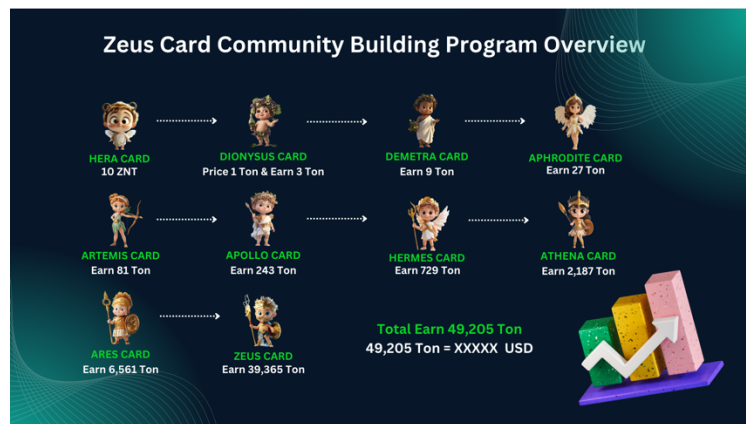 Zeus Card Community Building Program Overview
HERA CARD
10 ZNT
DIONYSUS CARD
Price 1 Ton & Earn 3 Ton
DEMETRA CARD
Earn 9 Ton
APHRODITE CARD
Earn 27 Ton
ARTEMIS CARD
Earn 81 Ton
APOLLO CARD
Earn 243 Ton
HERMES CARD
Earn 729 Ton
ATHENA CARD
Earn 2,187 Ton
ARES CARD
Earn 6,561 Ton
ZEUS CARD
Earn 39,365 Ton
Total Earn 49,205 Ton
49,205 Ton = XXXXX USD